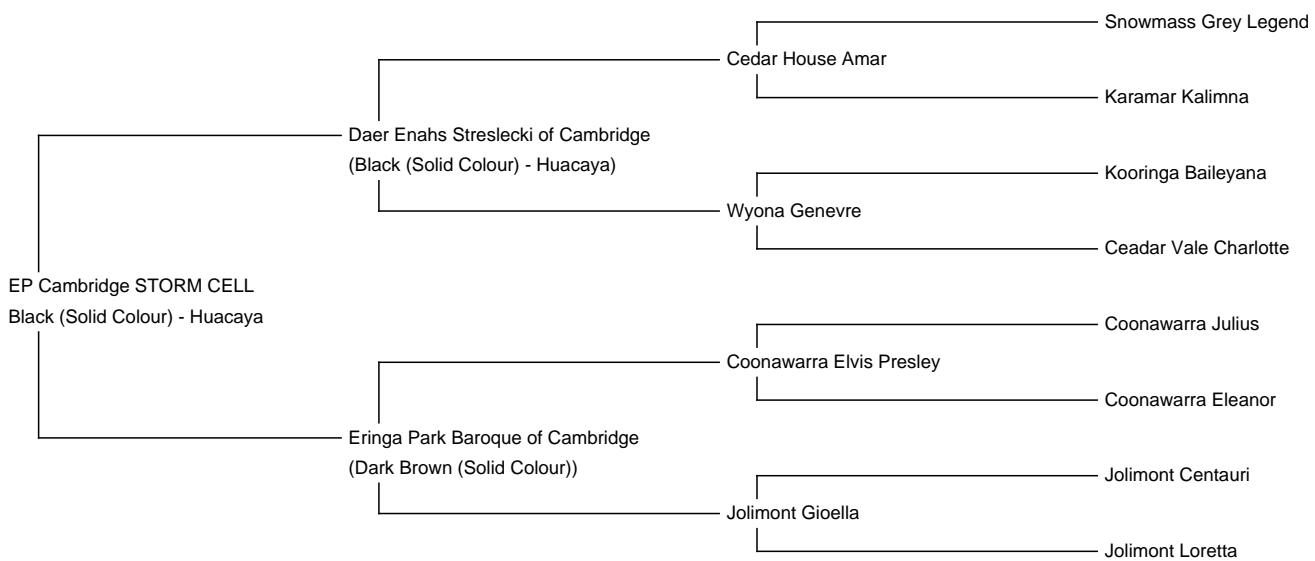 Snowmass Grey Legend
Cedar House Amar
Karamar Kalimna
Daer Enahs Streslecki of Cambridge
(Black (Solid Colour) - Huacaya)
Kooringa Baileyana
Wyona Genevre
Ceadar Vale Charlotte
EP Cambridge STORM CELL
Black (Solid Colour) - Huacaya
Coonawarra Julius
Coonawarra Elvis Presley
Coonawarra Eleanor
Eringa Park Baroque of Cambridge
(Dark Brown (Solid Colour))
Jolimont Centauri
Jolimont Gioella
Jolimont Loretta